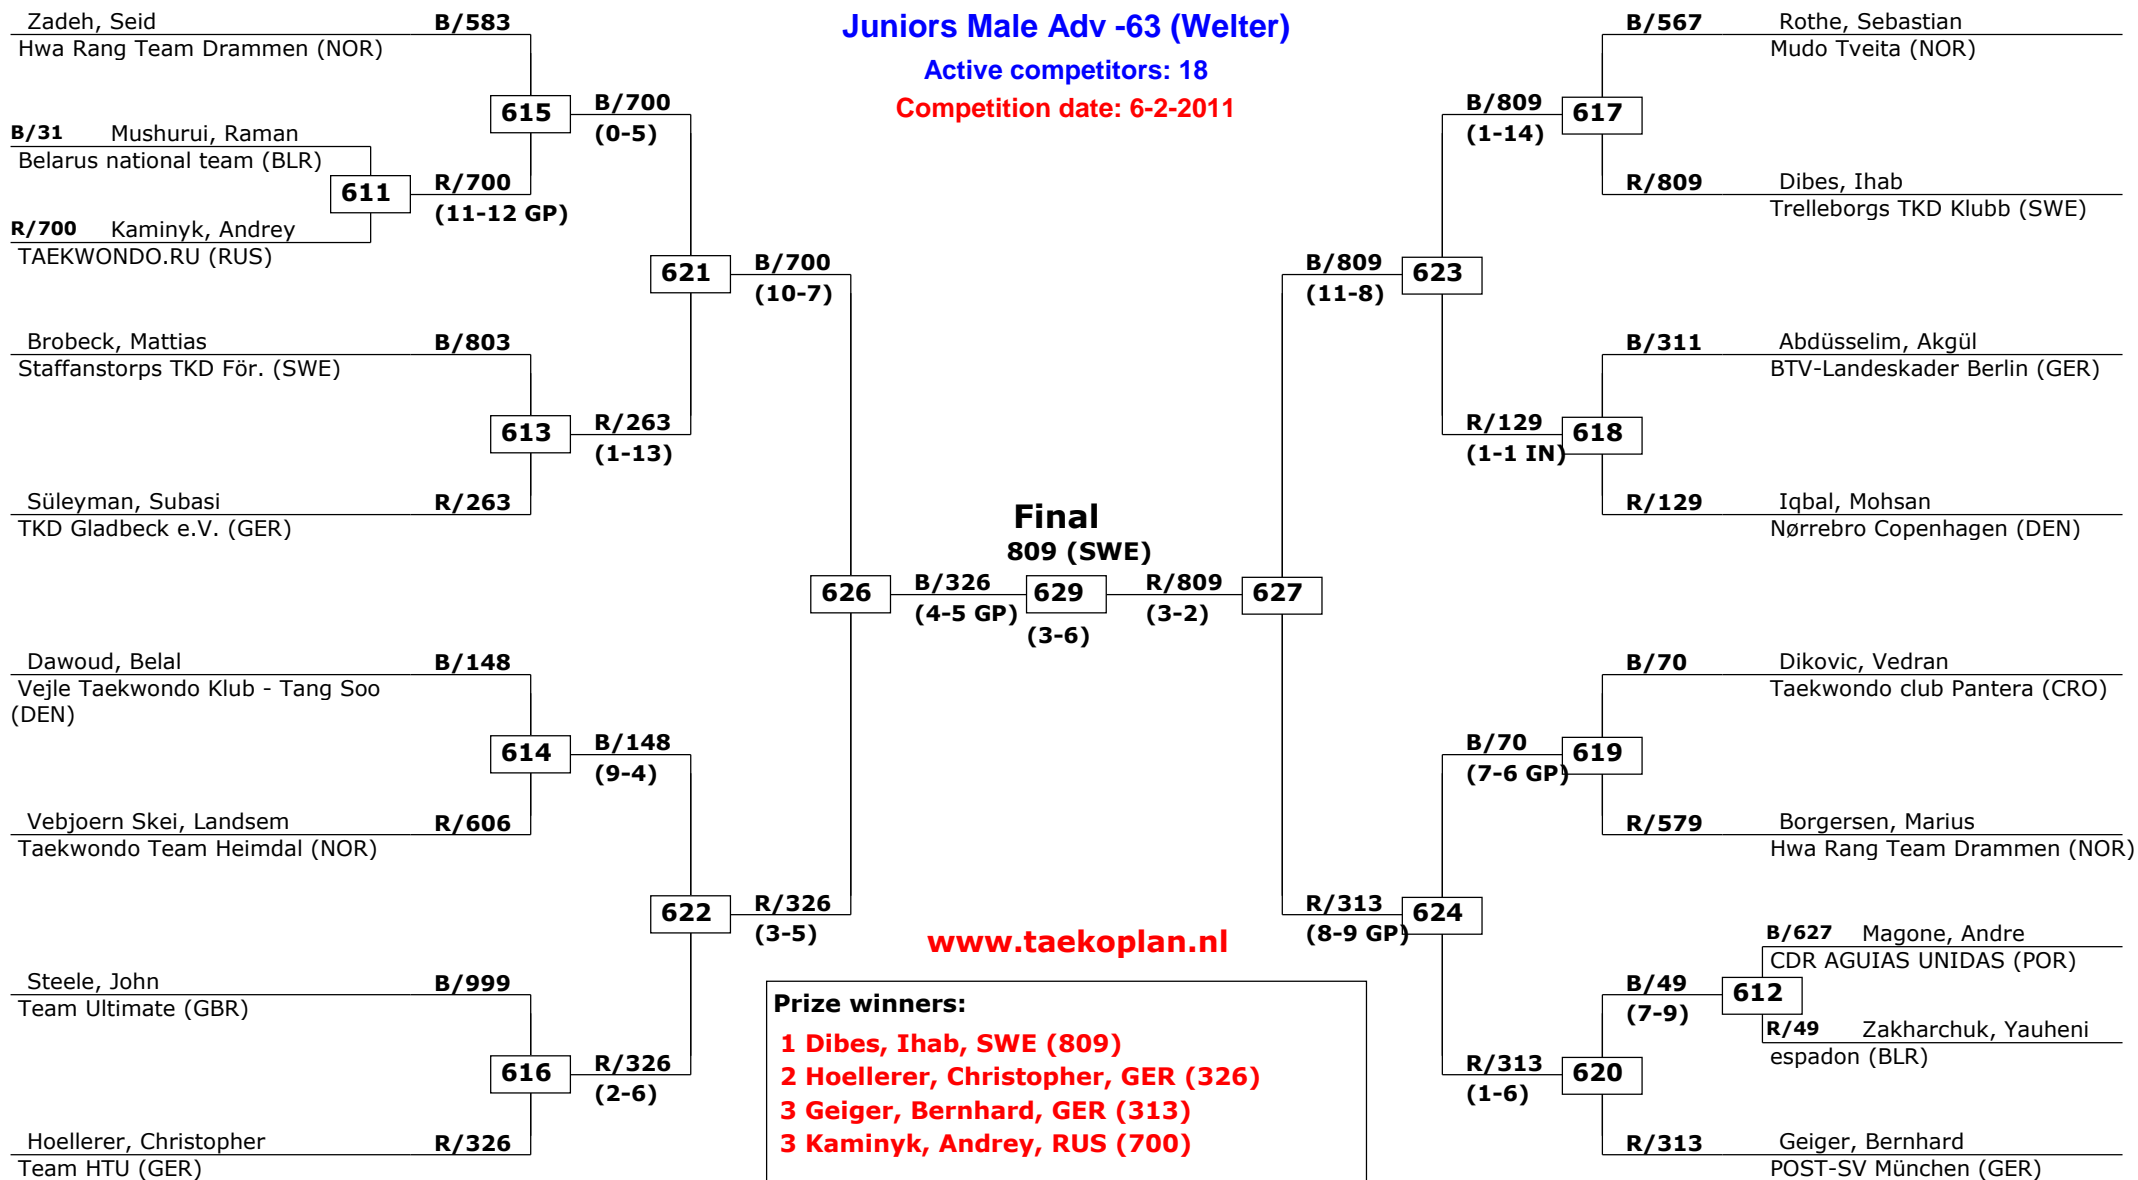 Juniors Male Adv -63 (Welter)
Active competitors: 18
Competition date: 6-2-2011
Zadeh, Seid
B/583
Hwa Rang Team Drammen (NOR)
615
B/700
(0-5)
B/31
Mushurui, Raman
Belarus national team (BLR)
611
R/700
(11-12 GP)
R/700
Kaminyk, Andrey
TAEKWONDO.RU (RUS)
621
B/700
(10-7)
Brobeck, Mattias
B/803
Staffanstorps TKD För. (SWE)
613
R/263
(1-13)
Süleyman, Subasi
R/263
TKD Gladbeck e.V. (GER)
626
B/326
(4-5 GP)
Dawoud, Belal
B/148
Vejle Taekwondo Klub - Tang Soo
(DEN)
614
B/148
(9-4)
Vebjoern Skei, Landsem
R/606
Taekwondo Team Heimdal (NOR)
622
R/326
(3-5)
Steele, John
B/999
Team Ultimate (GBR)
616
R/326
(2-6)
Hoellerer, Christopher
R/326
Team HTU (GER)
Final
809 (SWE)
629
(3-6)
B/567
Rothe, Sebastian
Mudo Tveita (NOR)
B/809
617
(1-14)
R/809
Dibes, Ihab
Trelleborgs TKD Klubb (SWE)
B/809
623
(11-8)
B/311
Abdüsselim, Akgül
BTV-Landeskader Berlin (GER)
R/129
618
(1-1 IN)
R/129
Iqbal, Mohsan
Nørrebro Copenhagen (DEN)
R/809
627
(3-2)
B/70
Dikovic, Vedran
Taekwondo club Pantera (CRO)
B/70
619
(7-6 GP)
R/579
Borgersen, Marius
Hwa Rang Team Drammen (NOR)
R/313
624
(8-9 GP)
B/627
Magone, Andre
CDR AGUIAS UNIDAS (POR)
B/49
612
(7-9)
R/49
Zakharchuk, Yauheni
espadon (BLR)
R/313
620
(1-6)
R/313
Geiger, Bernhard
POST-SV München (GER)
www.taekoplan.nl
Prize winners:
1 Dibes, Ihab, SWE (809)
2 Hoellerer, Christopher, GER (326)
3 Geiger, Bernhard, GER (313)
3 Kaminyk, Andrey, RUS (700)